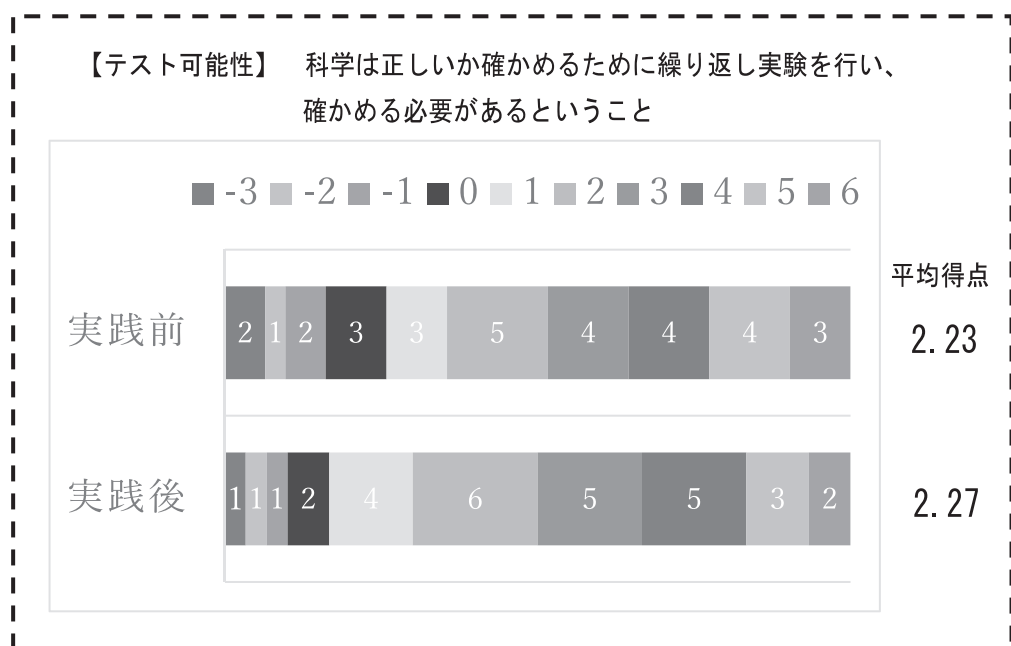 【テスト可能性】 科学は正しいか確かめるために繰り返し実験を行い、
確かめる必要があるということ
-3 -2 -1 0 1 2 3 4 5 6
平均得点
実践前 2 1 2 3 3 5 4 4 4 3 2.23
実践後 1 1 1 2 4 6 5 5 3 2 2.27